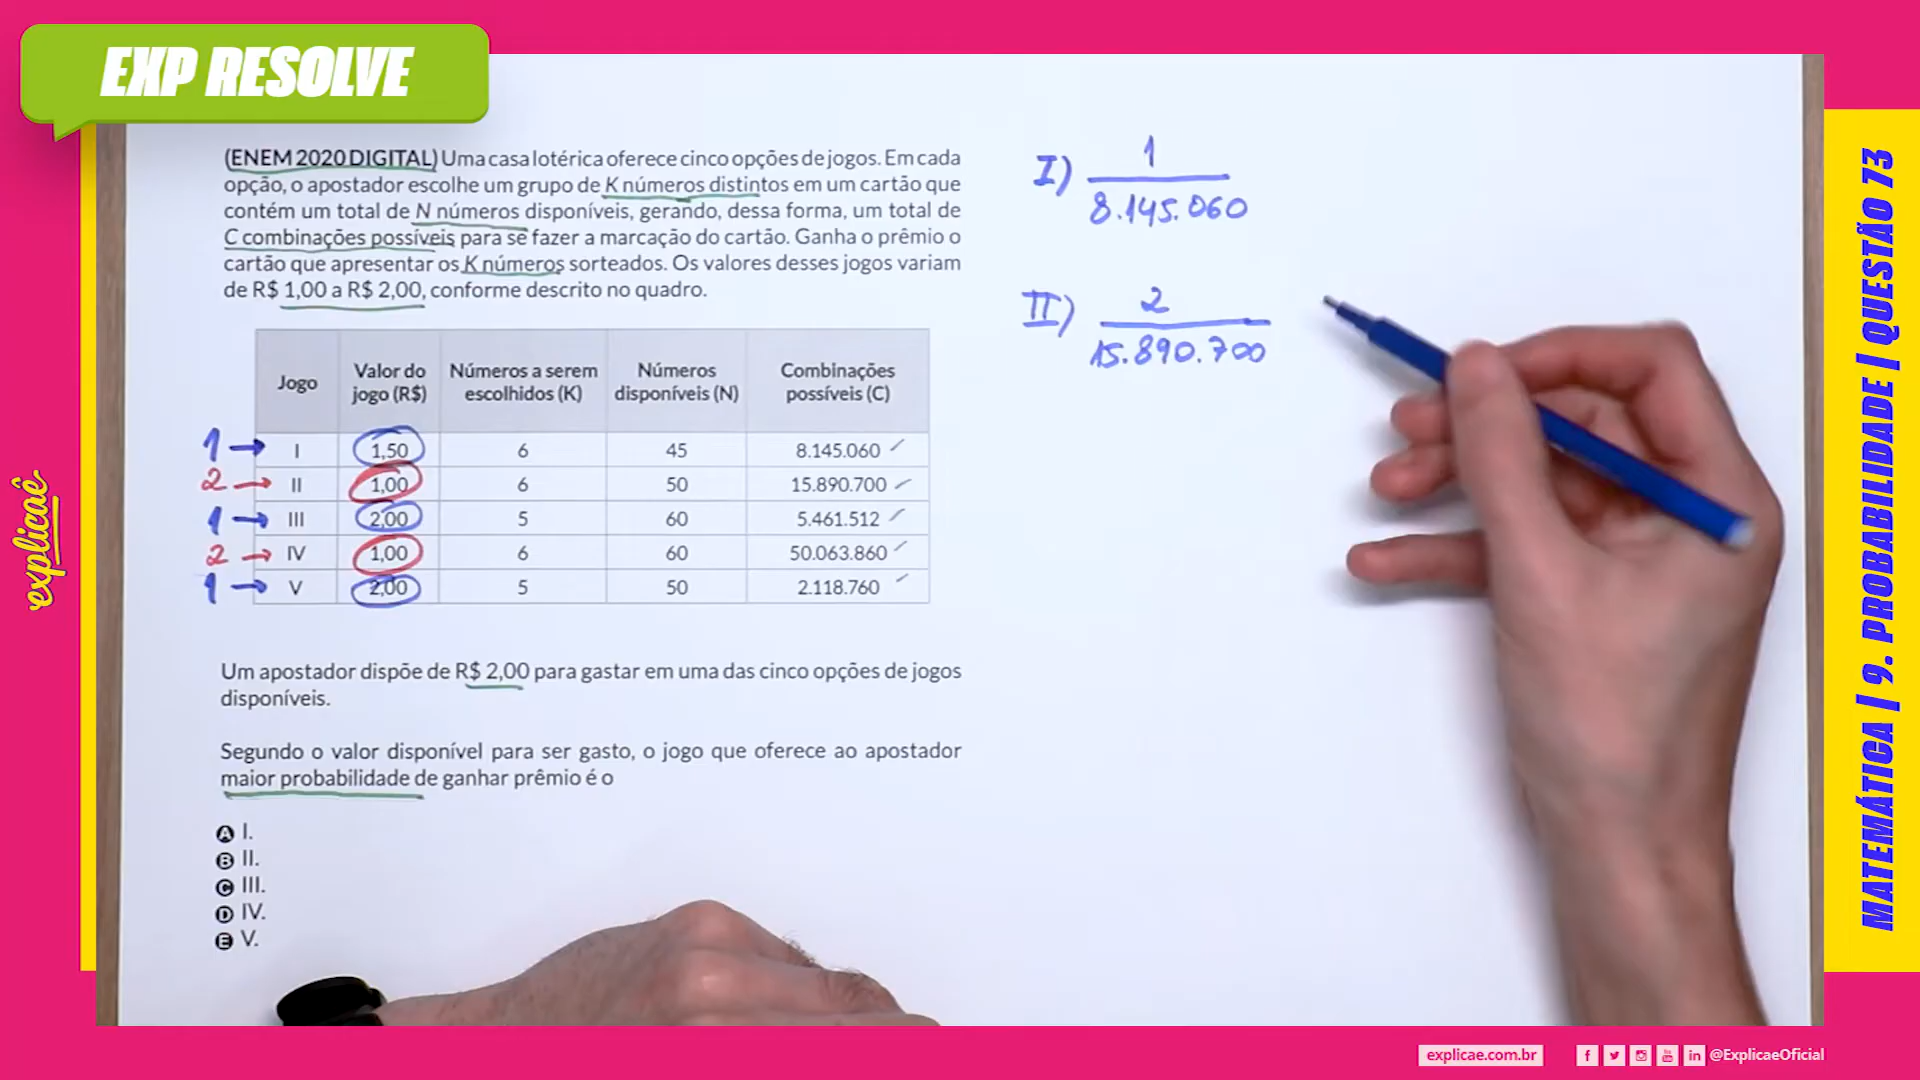 EXP RESOLVE
(ENEM 2020 DIGITAL) Uma casa lotérica oferece cinco opções de jogos. Em cada
opção, o apostador escolhe um grupo de K números distintos em um cartão que
contém um total de N números disponíveis, gerando, dessa forma, um total de
C combinações possíveis para se fazer a marcação do cartão. Ganha o prêmio o
cartão que apresentar os K números sorteados. Os valores desses jogos variam
de R$ 1,00 a R$ 2,00, conforme descrito no quadro.
Jogo Valor do jogo (R$) Números a serem escolhidos (K) Números disponíveis (N) Combinações possíveis (C)
1 → I 1,50 6 45 8.145.060
2 → II 1,00 6 50 15.890.700
1 → III 2,00 5 60 5.461.512
2 → IV 1,00 6 60 50.063.860
1 → V 2,00 5 50 2.118.760
Um apostador dispõe de R$ 2,00 para gastar em uma das cinco opções de jogos
disponíveis.
Segundo o valor disponível para ser gasto, o jogo que oferece ao apostador
maior probabilidade de ganhar prêmio é o
A I.
B II.
C III.
D IV.
E V.
I) 1
8.145.060
II) 2
15.890.700
explicaê
MATEMÁTICA | 9. PROBABILIDADE | QUESTÃO 73
explicae.com.br
@ExplicaeOficial